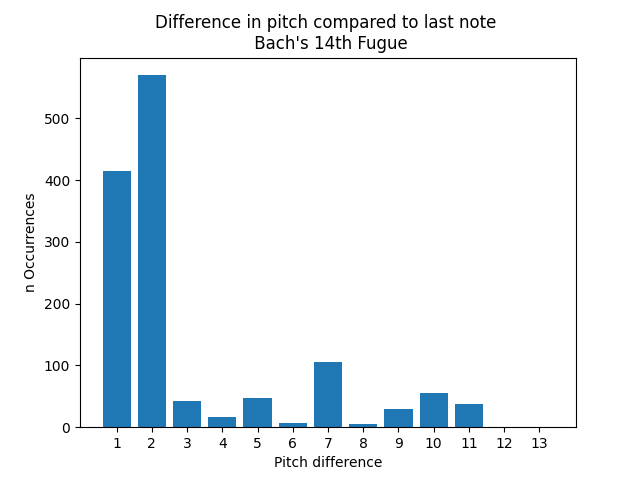 Difference in pitch compared to last note
Bach's 14th Fugue
500
400
300
200
100
0
n Occurrences
1 2 3 4 5 6 7 8 9 10 11 12 13
Pitch difference